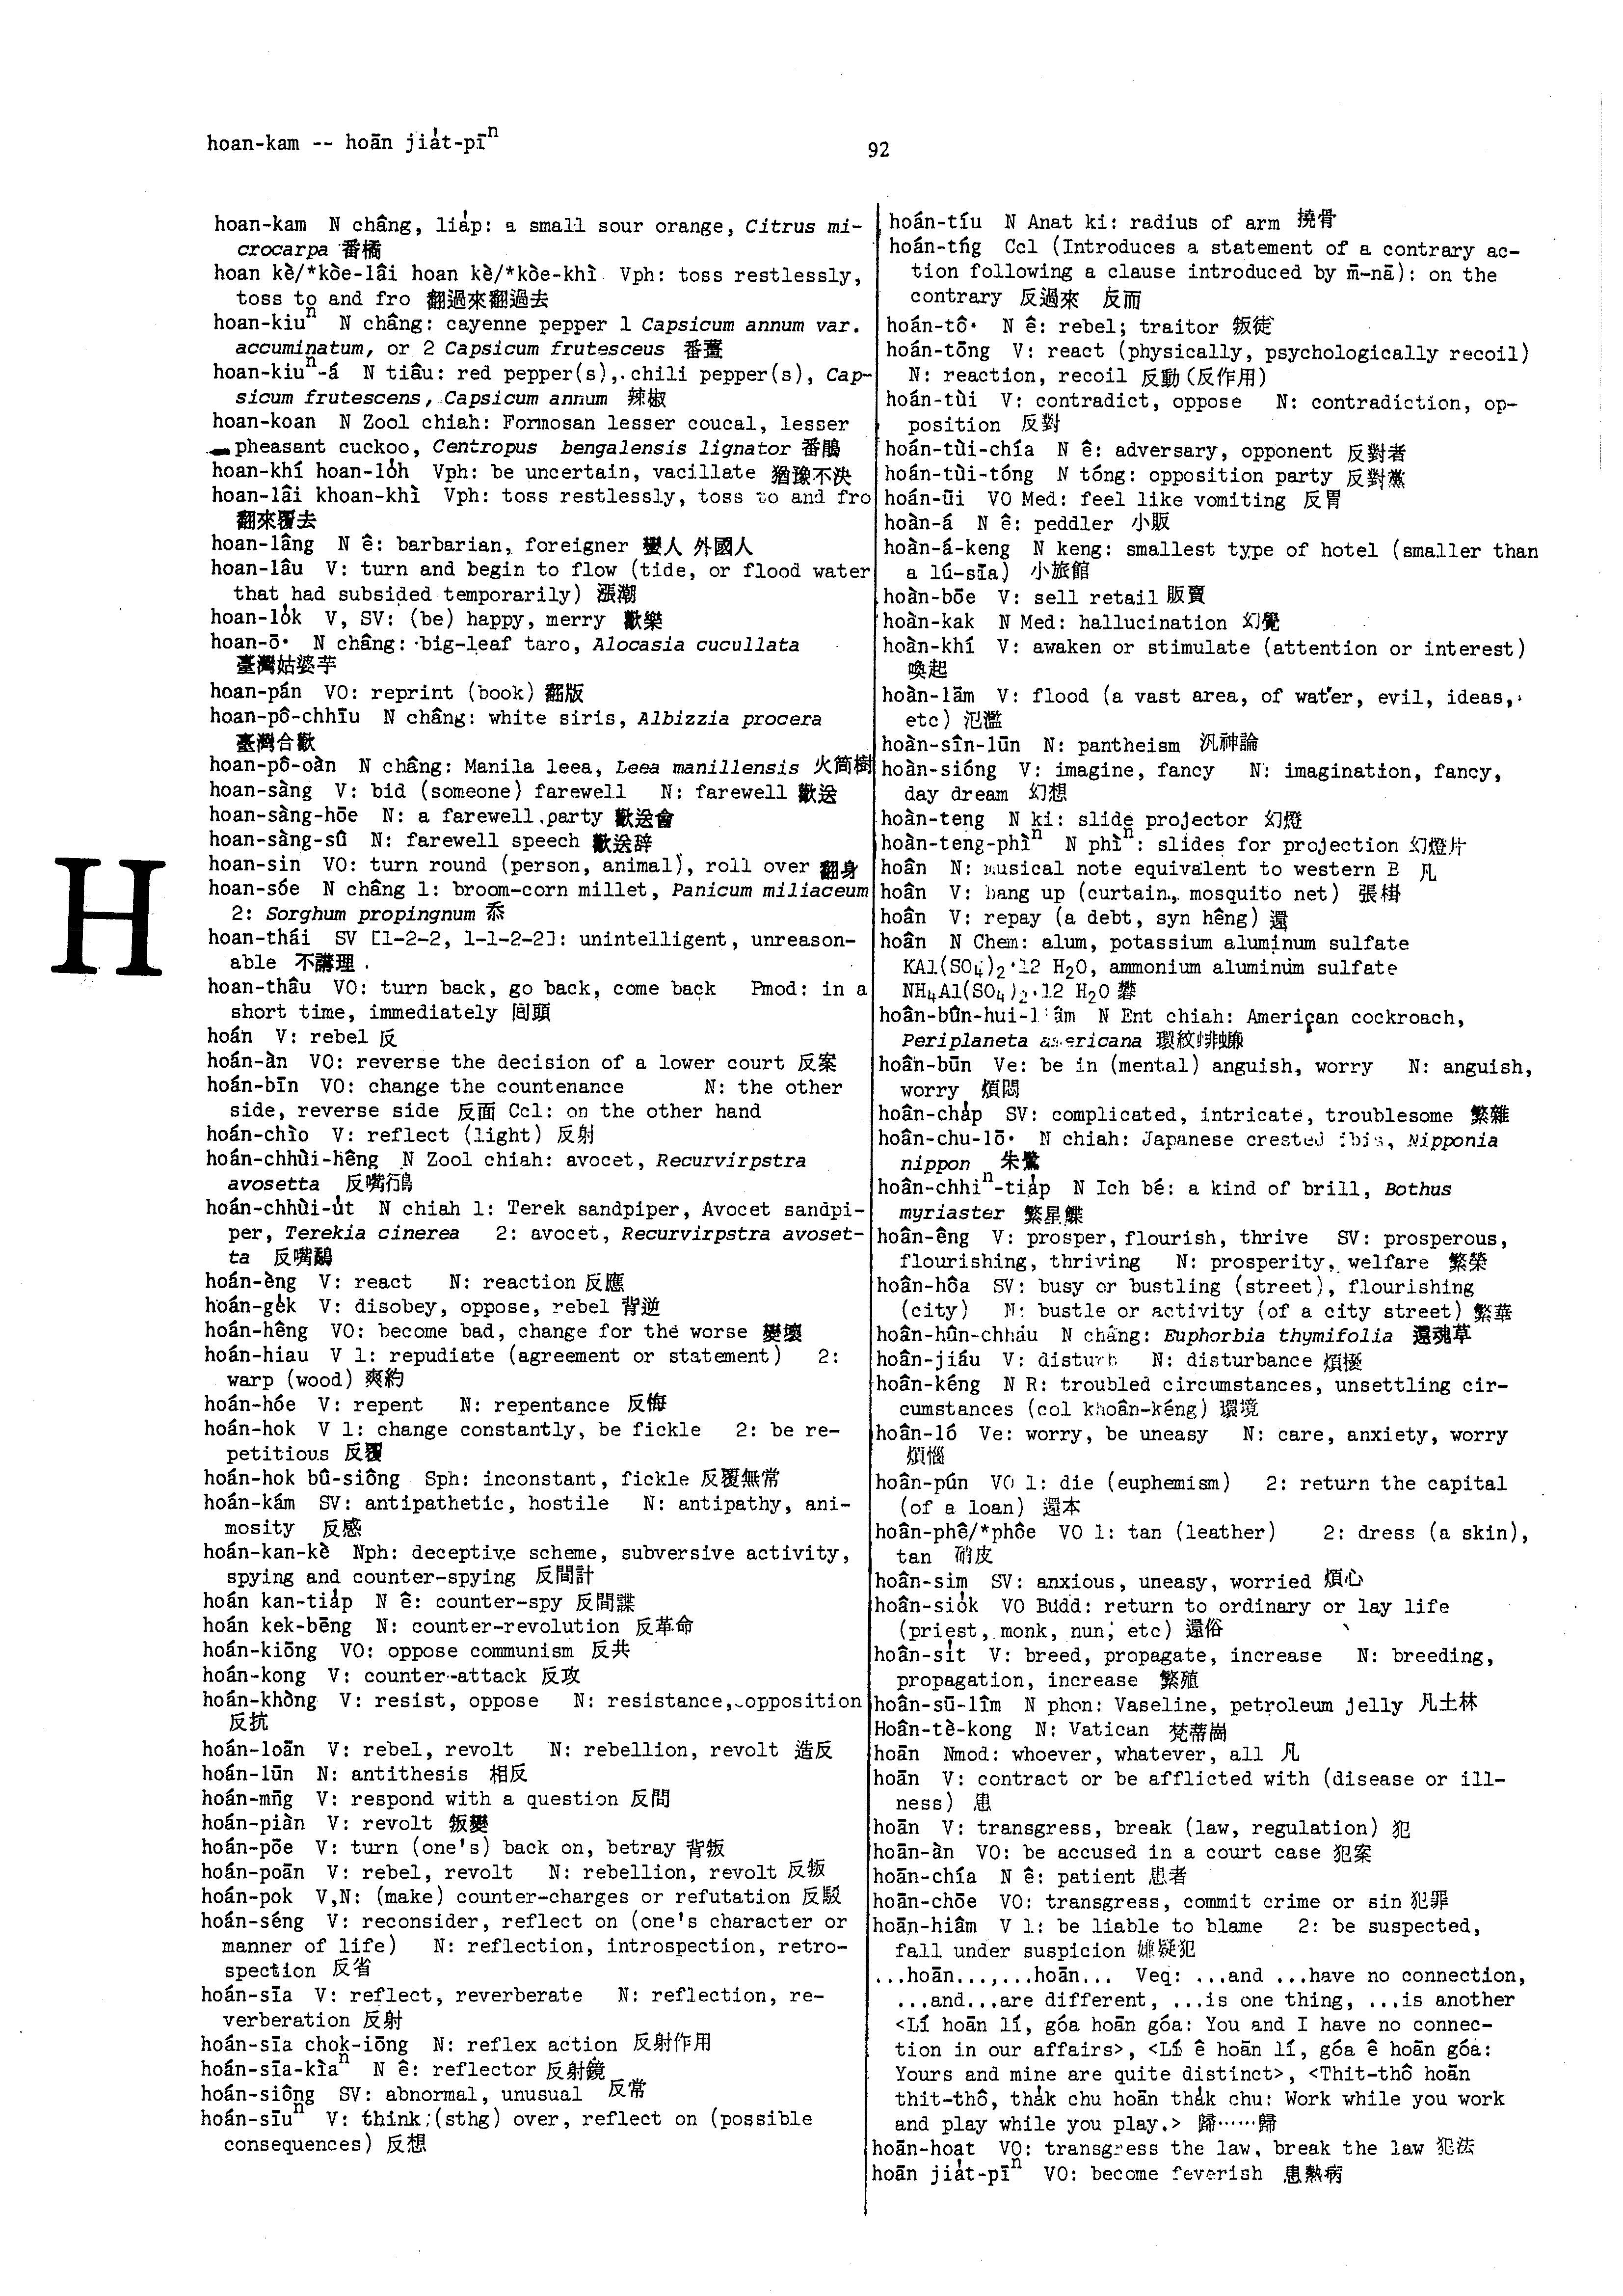 hoan-kam -- hoān jia̍t-pīⁿ
92
hoan-kam N châng, lia̍p: a small sour orange, Citrus mi-
crocarpa 番橘
hoan kè/*kòe-lâi hoan kè/*kòe-khì Vph: toss restlessly,
toss to and fro 翻過來翻過去
hoan-kiuⁿ N châng: cayenne pepper 1 Capsicum annum var.
accuminatum, or 2 Capsicum frutesceus 番薑
hoan-kiuⁿ-á N tiâu: red pepper(s), chili pepper(s), Cap-
sicum frutescens, Capsicum annum 辣椒
hoan-koan N Zool chiah: Formosan lesser coucal, lesser
pheasant cuckoo, Centropus bengalensis lignator 番鵑
hoan-khí hoan-lo̍h Vph: be uncertain, vacillate 猶豫不決
hoan-lâi khoan-khì Vph: toss restlessly, toss to and fro
翻來覆去
hoan-lâng N ê: barbarian, foreigner 蠻人 外國人
hoan-lâu V: turn and begin to flow (tide, or flood water
that had subsided temporarily) 漲潮
hoan-lo̍k V, SV: (be) happy, merry 歡樂
hoan-ō· N châng: big-leaf taro, Alocasia cucullata
臺灣姑婆芋
hoan-pán VO: reprint (book) 翻版
hoan-pô-chhīu N châng: white siris, Albizzia procera
臺灣合歡
hoan-pô-oàn N châng: Manila leea, Leea manillensis 火筒樹
hoan-sàng V: bid (someone) farewell N: farewell 歡送
hoan-sàng-hōe N: a farewell party 歡送會
hoan-sàng-sû N: farewell speech 歡送辞
hoan-sin VO: turn round (person, animal), roll over 翻身
hoan-sóe N châng 1: broom-corn millet, Panicum miliaceum
2: Sorghum propingnum 黍
hoan-thái SV [1-2-2, 1-1-2-2]: unintelligent, unreason-
able 不講理
hoan-thâu VO: turn back, go back, come back Pmod: in a
short time, immediately 回頭
hoán V: rebel 反
hoán-àn VO: reverse the decision of a lower court 反案
hoán-bīn VO: change the countenance N: the other
side, reverse side 反面 Ccl: on the other hand
hoán-chìo V: reflect (light) 反射
hoán-chhùi-hêng N Zool chiah: avocet, Recurvirpstra
avosetta 反嘴鴴
hoán-chhùi-u̍t N chiah 1: Terek sandpiper, Avocet sandpi-
per, Terekia cinerea 2: avocet, Recurvirpstra avoset-
ta 反嘴鷸
hoán-èng V: react N: reaction 反應
hoán-ge̍k V: disobey, oppose, rebel 背逆
hoán-hêng VO: become bad, change for the worse 變壞
hoán-hiau V 1: repudiate (agreement or statement) 2:
warp (wood) 爽約
hoán-hóe V: repent N: repentance 反悔
hoán-hok V 1: change constantly, be fickle 2: be re-
petitious 反覆
hoán-hok bû-siông Sph: inconstant, fickle 反覆無常
hoán-kám SV: antipathetic, hostile N: antipathy, ani-
mosity 反感
hoán-kan-kè Nph: deceptive scheme, subversive activity,
spying and counter-spying 反間計
hoán kan-tia̍p N ê: counter-spy 反間諜
hoán kek-bēng N: counter-revolution 反革命
hoán-kiōng VO: oppose communism 反共
hoán-kong V: counter-attack 反攻
hoán-khòng V: resist, oppose N: resistance, opposition
反抗
hoán-loān V: rebel, revolt N: rebellion, revolt 造反
hoán-lūn N: antithesis 相反
hoán-mn̄g V: respond with a question 反問
hoán-piàn V: revolt 叛變
hoán-pōe V: turn (one's) back on, betray 背叛
hoán-poān V: rebel, revolt N: rebellion, revolt 反叛
hoán-pok V,N: (make) counter-charges or refutation 反駁
hoán-séng V: reconsider, reflect on (one's character or
manner of life) N: reflection, introspection, retro-
spection 反省
hoán-sīa V: reflect, reverberate N: reflection, re-
verberation 反射
hoán-sīa chok-iōng N: reflex action 反射作用
hoán-sīa-kìaⁿ N ê: reflector 反射鏡
hoán-siông SV: abnormal, unusual 反常
hoán-sīuⁿ V: think (sthg) over, reflect on (possible
consequences) 反想
H
hoán-tíu N Anat ki: radius of arm 撓骨
hoán-tńg Ccl (Introduces a statement of a contrary ac-
tion following a clause introduced by m̄-nā): on the
contrary 反過來 反而
hoán-tô· N ê: rebel; traitor 叛徒
hoán-tōng V: react (physically, psychologically recoil)
N: reaction, recoil 反動(反作用)
hoán-tùi V: contradict, oppose N: contradiction, op-
position 反對
hoán-tùi-chía N ê: adversary, opponent 反對者
hoán-tùi-tóng N tóng: opposition party 反對黨
hoán-ūi VO Med: feel like vomiting 反胃
hoàn-á N ê: peddler 小販
hoàn-á-keng N keng: smallest type of hotel (smaller than
a lú-sīa) 小旅館
hoàn-bōe V: sell retail 販賣
hoàn-kak N Med: hallucination 幻覺
hoàn-khí V: awaken or stimulate (attention or interest)
喚起
hoàn-lām V: flood (a vast area, of water, evil, ideas,
etc) 氾濫
hoàn-sîn-lūn N: pantheism 汎神論
hoàn-sióng V: imagine, fancy N: imagination, fancy,
day dream 幻想
hoàn-teng N ki: slide projector 幻燈
hoàn-teng-phìⁿ N phìⁿ: slides for projection 幻燈片
hoân N: musical note equivalent to western B 凡
hoân V: hang up (curtain, mosquito net) 張掛
hoân V: repay (a debt, syn hêng) 還
hoân N Chem: alum, potassium aluminum sulfate
KAl(SO₄)₂·12 H₂O, ammonium aluminum sulfate
NH₄Al(SO₄)₂·12 H₂O 礬
hoân-bûn-hui- N Ent chiah: American cockroach,
Periplaneta americana 環紋蜚蠊
hoân-būn Ve: be in (mental) anguish, worry N: anguish,
worry 煩悶
hoân-cha̍p SV: complicated, intricate, troublesome 繁雜
hoân-chu-lō· N chiah: Japanese crested ibis, Nipponia
nippon 朱鷺
hoân-chhiⁿ-tia̍p N Ich bé: a kind of brill, Bothus
myriaster 繁星鰈
hoân-êng V: prosper, flourish, thrive SV: prosperous,
flourishing, thriving N: prosperity, welfare 繁榮
hoân-hôa SV: busy or bustling (street), flourishing
(city) N: bustle or activity (of a city street) 繁華
hoân-hûn-chháu N châng: Euphorbia thymifolia 還魂草
hoân-jiáu V: disturb N: disturbance 煩擾
hoân-kéng N R: troubled circumstances, unsettling cir-
cumstances (col khoân-kéng) 環境
hoân-ló Ve: worry, be uneasy N: care, anxiety, worry
煩惱
hoân-pún VO 1: die (euphemism) 2: return the capital
(of a loan) 還本
hoân-phê/*phôe VO 1: tan (leather) 2: dress (a skin),
tan 硝皮
hoân-sim SV: anxious, uneasy, worried 煩心
hoân-sio̍k VO Budd: return to ordinary or lay life
(priest, monk, nun, etc) 還俗
hoân-si̍t V: breed, propagate, increase N: breeding,
propagation, increase 繁殖
hoân-sū-lîm N phon: Vaseline, petroleum jelly 凡士林
Hoân-tè-kong N: Vatican 梵蒂崗
hoān Nmod: whoever, whatever, all 凡
hoān V: contract or be afflicted with (disease or ill-
ness) 患
hoān V: transgress, break (law, regulation) 犯
hoān-àn VO: be accused in a court case 犯案
hoān-chía N ê: patient 患者
hoān-chōe VO: transgress, commit crime or sin 犯罪
hoān-hiâm V 1: be liable to blame 2: be suspected,
fall under suspicion 嫌疑犯
...hoān...,...hoān... Veq: ...and ...have no connection,
...and...are different, ...is one thing, ...is another
<Lí hoān lí, góa hoān góa: You and I have no connec-
tion in our affairs>, <Lí ê hoān lí, góa ê hoān góa:
Yours and mine are quite distinct>, <Thit-thô hoān
thit-thô, tha̍k chu hoān tha̍k chu: Work while you work
and play while you play.> 歸……歸
hoān-hoat VO: transgress the law, break the law 犯法
hoān jia̍t-pīⁿ VO: become feverish 患熱病